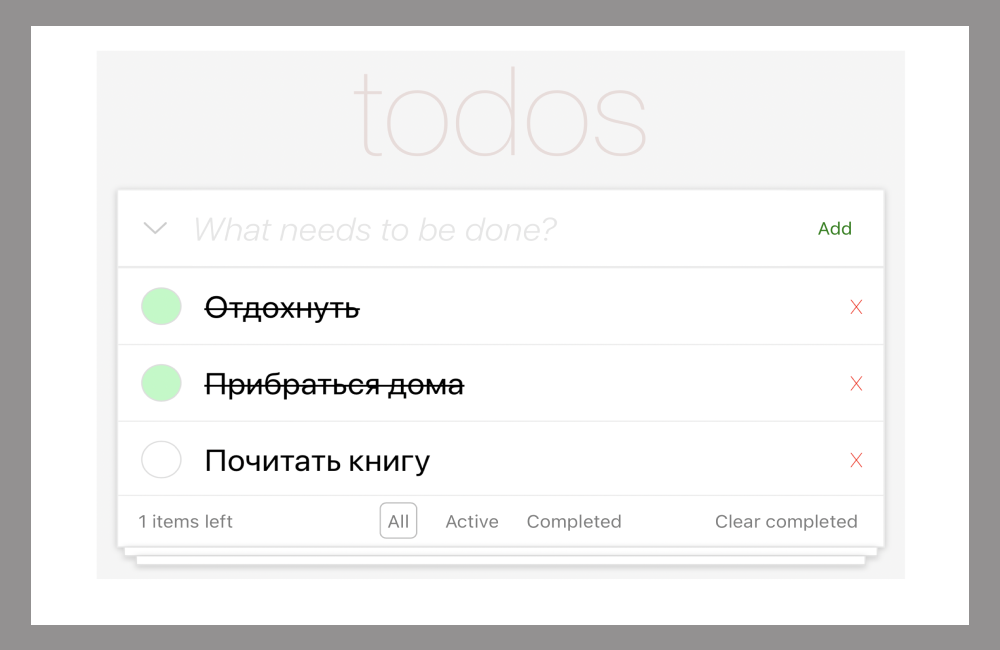 todos
What needs to be done?
Add
Отдохнуть
X
Прибраться дома
X
Почитать книгу
X
1 items left
All
Active
Completed
Clear completed